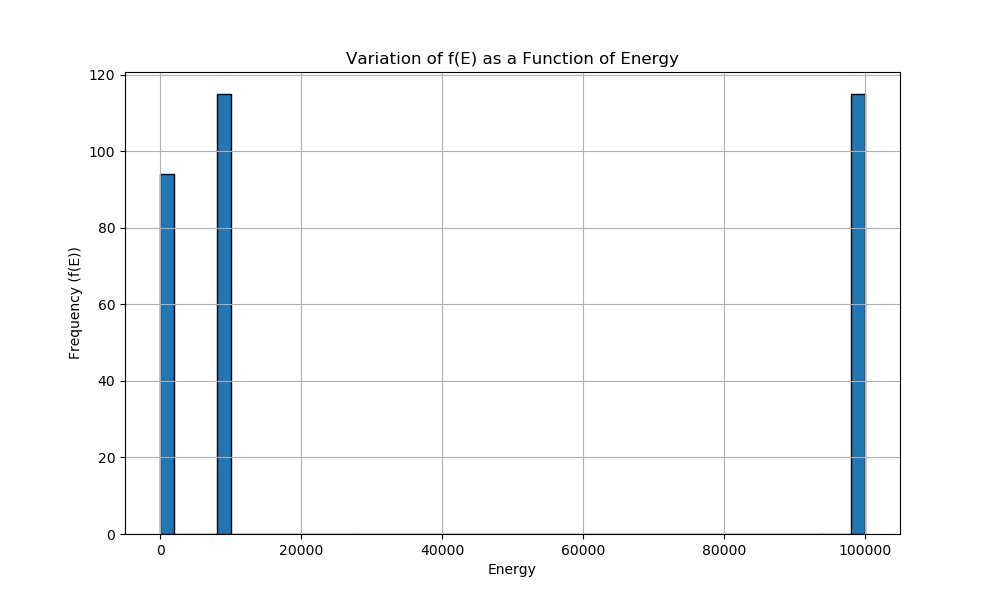 Variation of f(E) as a Function of Energy
120
100
80
60
40
20
0
Frequency (f(E))
0 20000 40000 60000 80000 100000
Energy